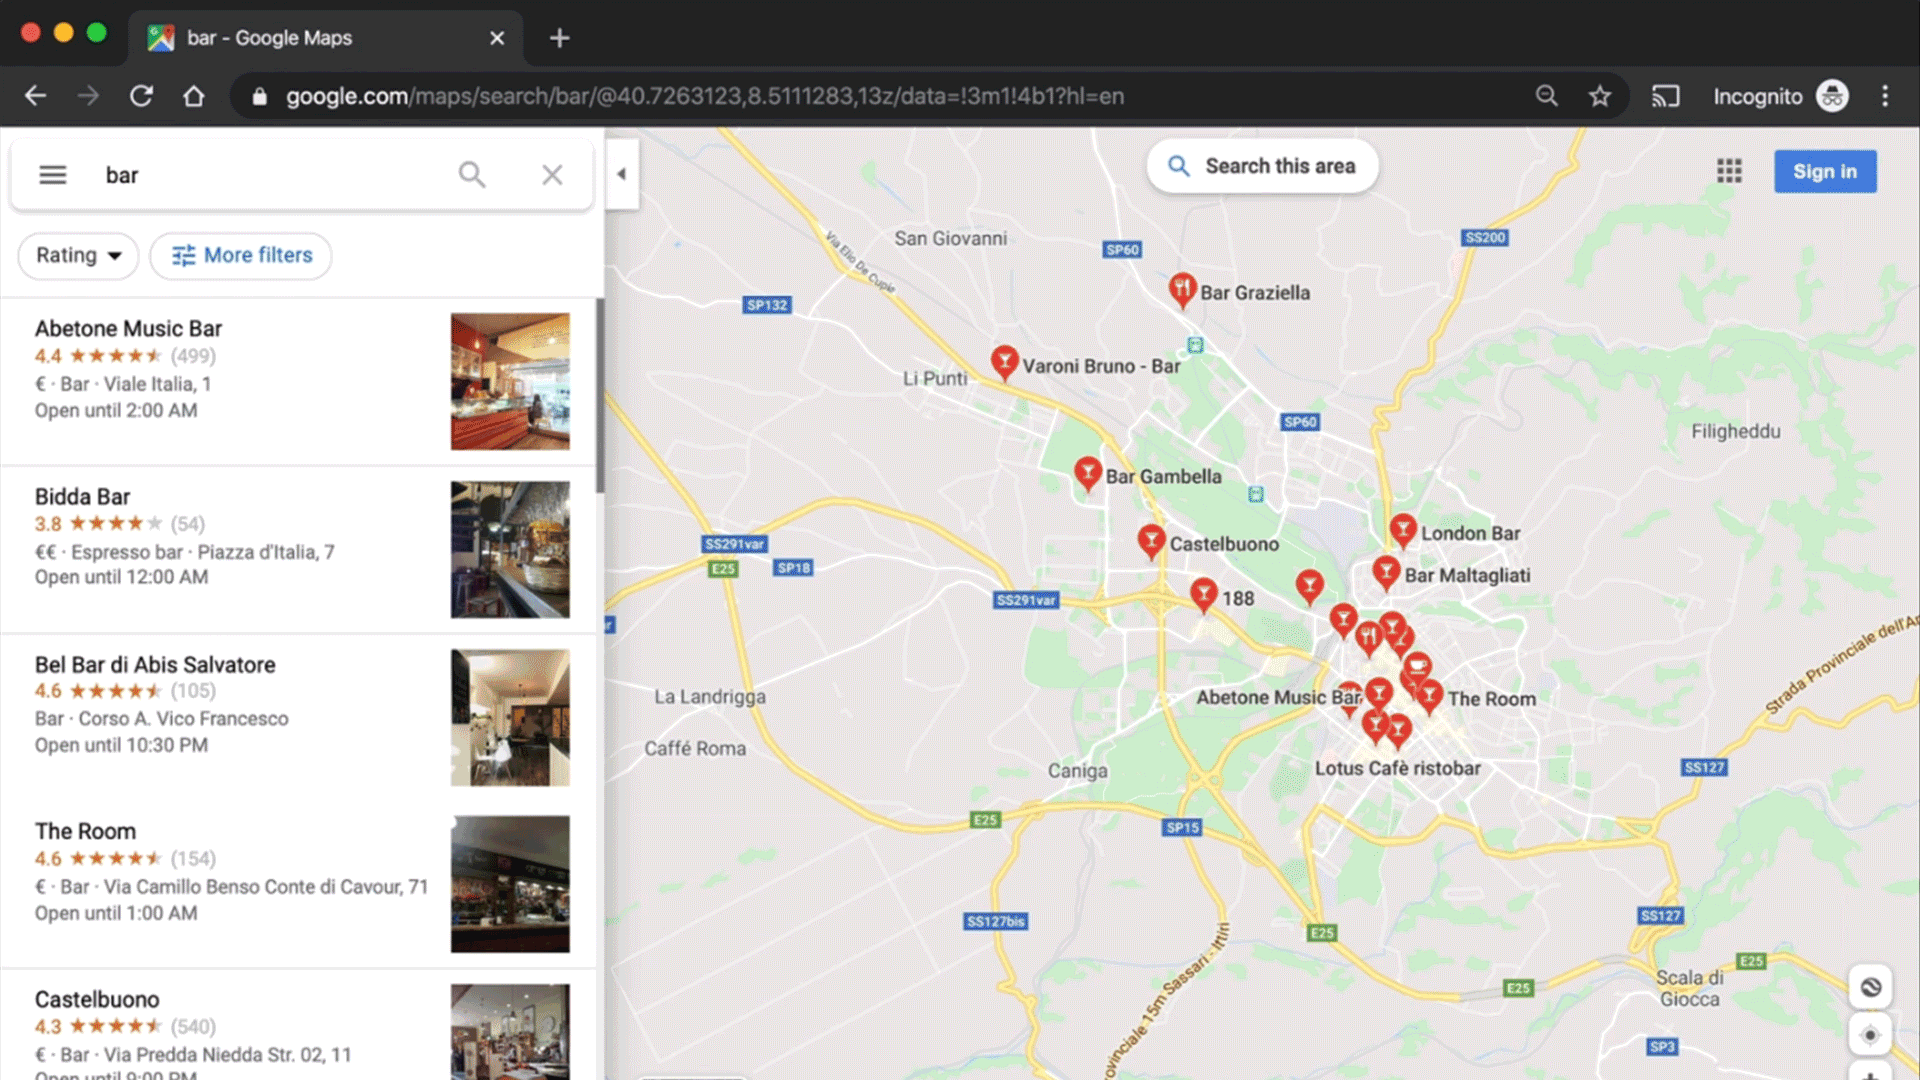 bar - Google Maps
google.com/maps/search/bar/@40.7263123,8.5111283,13z/data=!3m1!4b1?hl=en
Incognito
bar
Rating
More filters
Abetone Music Bar
4.4 (499)
€ · Bar · Viale Italia, 1
Open until 2:00 AM
Bidda Bar
3.8 (54)
€€ · Espresso bar · Piazza d'Italia, 7
Open until 12:00 AM
Bel Bar di Abis Salvatore
4.6 (105)
Bar · Corso A. Vico Francesco
Open until 10:30 PM
The Room
4.6 (154)
€ · Bar · Via Camillo Benso Conte di Cavour, 71
Open until 1:00 AM
Castelbuono
4.3 (540)
€ · Bar · Via Predda Niedda Str. 02, 11
Open until 9:00 PM
Search this area
Sign in
San Giovanni
SP60
SS200
Via Elio De Cupie
SP132
Bar Graziella
Varoni Bruno - Bar
Li Punti
SP60
Filigheddu
Bar Gambella
London Bar
SS291var
Castelbuono
E25
SP18
Bar Maltagliati
SS291var
188
Strada Provinciale dell'Ar
La Landrigga
Abetone Music Bar
The Room
Caffé Roma
Caniga
Lotus Cafè ristobar
SS127
E25
SP15
SS127bis
SS127
E25
E25
Scala di
Giocca
E25
ovinciale 15m Sassari - Ittiri
SP3